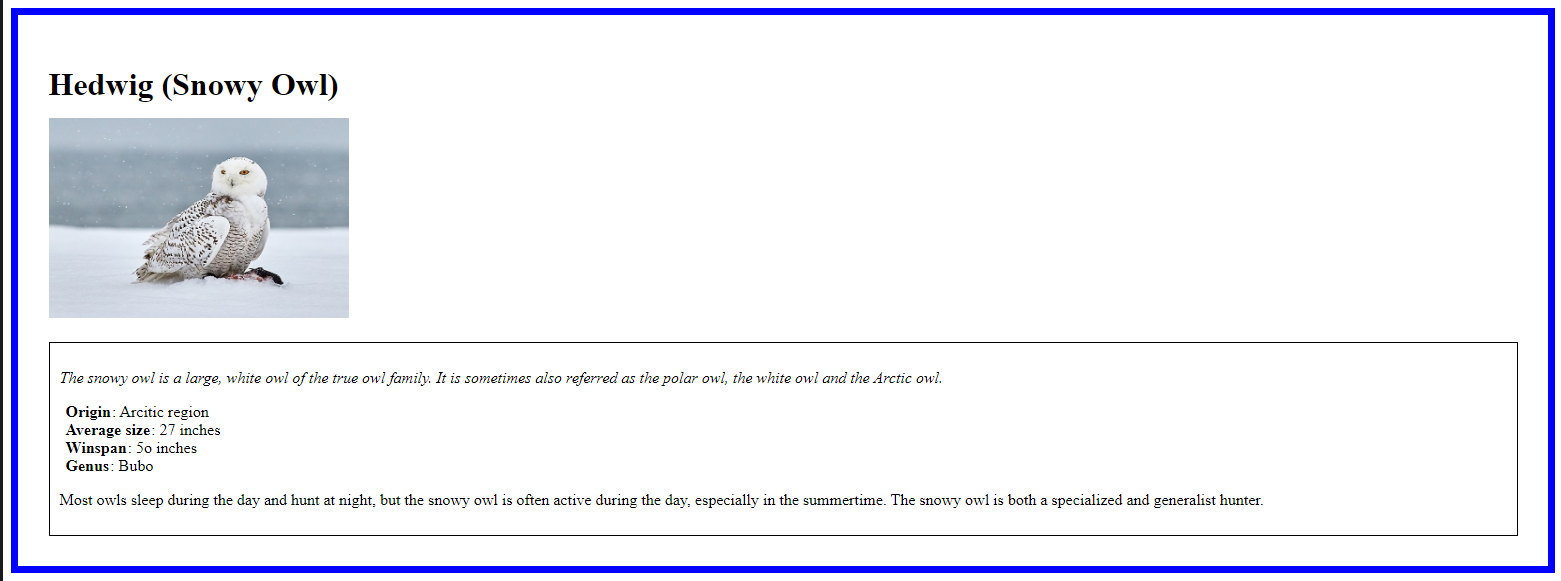 Hedwig (Snowy Owl)
The snowy owl is a large, white owl of the true owl family. It is sometimes also referred as the polar owl, the white owl and the Arctic owl.
Origin: Arcitic region
Average size: 27 inches
Winspan: 5o inches
Genus: Bubo
Most owls sleep during the day and hunt at night, but the snowy owl is often active during the day, especially in the summertime. The snowy owl is both a specialized and generalist hunter.